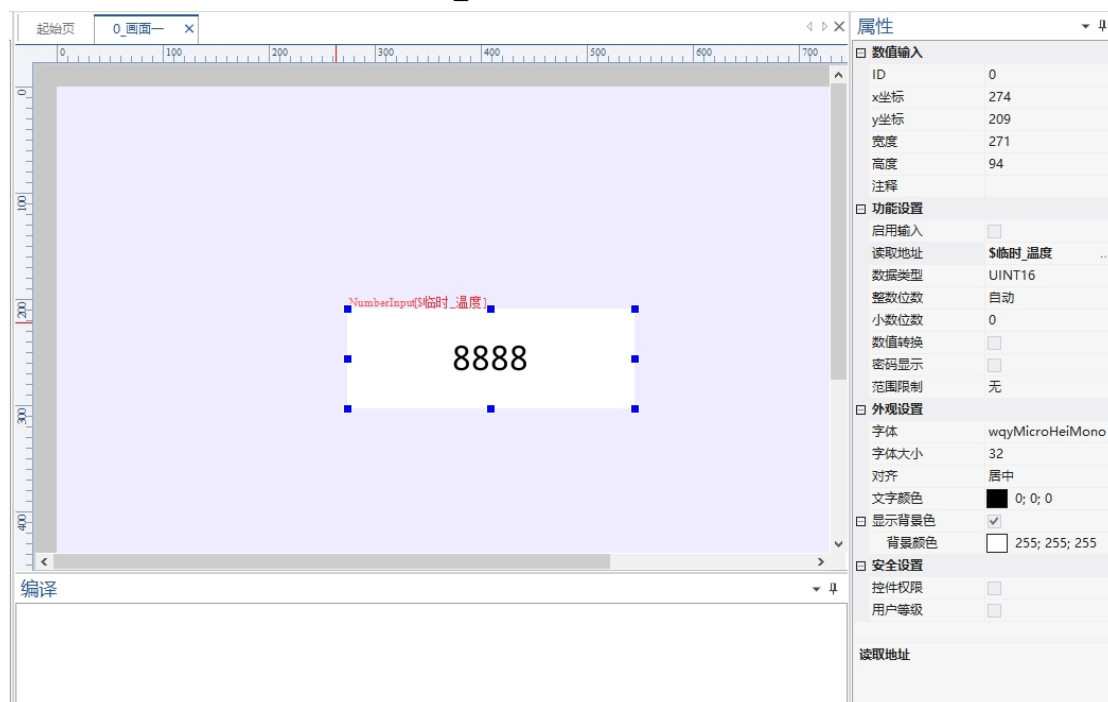 起始页 0_画面一
0 100 200 300 400 500 600 700
0
100
200
300
400
NumberInput[$临时_温度]
8888
编译
属性
数值输入
ID 0
x坐标 274
y坐标 209
宽度 271
高度 94
注释
功能设置
启用输入
读取地址 $临时_温度 ...
数据类型 UINT16
整数位数 自动
小数位数 0
数值转换
密码显示
范围限制 无
外观设置
字体 wqyMicroHeiMono
字体大小 32
对齐 居中
文字颜色 0; 0; 0
显示背景色
背景颜色 255; 255; 255
安全设置
控件权限
用户等级
读取地址